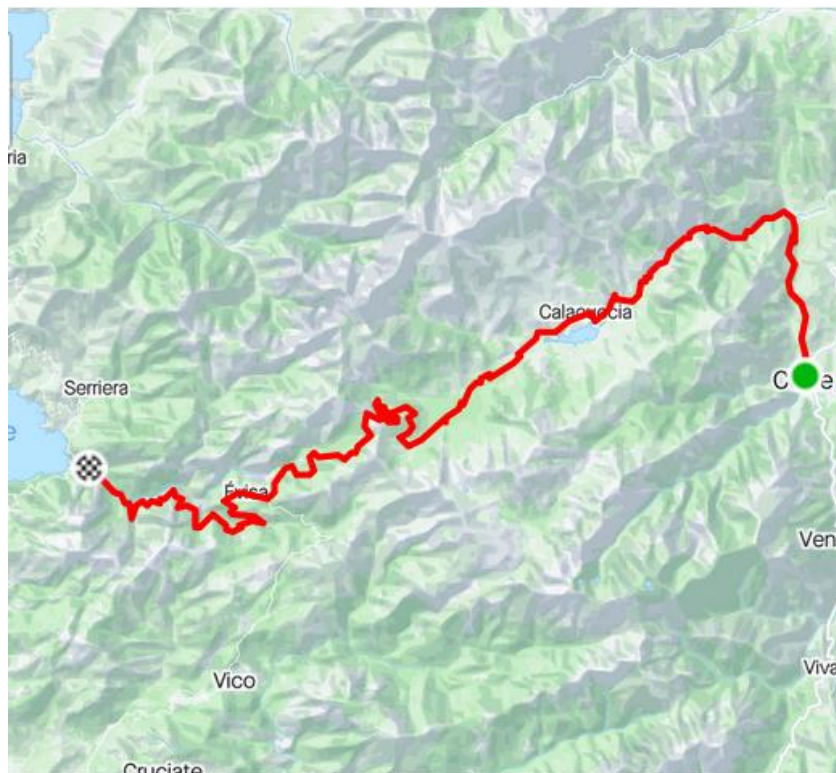 ria
Calacuccia
Serriera
C e
e
Évisa
Ven
Viva
Vico
Cruciate